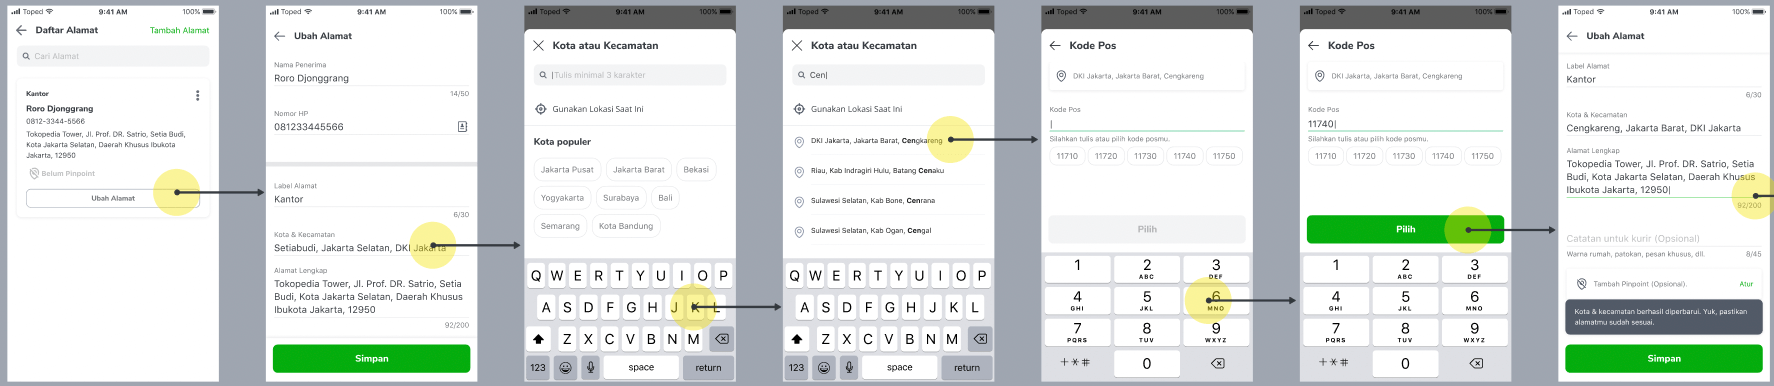 Toped 9:41 AM 100%
Daftar Alamat Tambah Alamat
Cari Alamat
Kantor
Roro Djonggrang
0812-3344-5566
Tokopedia Tower, Jl. Prof. DR. Satrio, Setia Budi,
Kota Jakarta Selatan, Daerah Khusus Ibukota
Jakarta, 12950
Belum Pinpoint
Ubah Alamat
Toped 9:41 AM 100%
Ubah Alamat
Nama Penerima
Roro Djonggrang
14/50
Nomor HP
081233445566
Label Alamat
Kantor
6/30
Kota & Kecamatan
Setiabudi, Jakarta Selatan, DKI Jakarta
Alamat Lengkap
Tokopedia Tower, Jl. Prof. DR. Satrio, Setia
Budi, Kota Jakarta Selatan, Daerah Khusus
Ibukota Jakarta, 12950
92/200
Simpan
Toped 9:41 AM 100%
Kota atau Kecamatan
Tulis minimal 3 karakter
Gunakan Lokasi Saat Ini
Kota populer
Jakarta Pusat Jakarta Barat Bekasi
Yogyakarta Surabaya Bali
Semarang Kota Bandung
Q W E R T Y U I O P
A S D F G H J K L
Z X C V B N M
123 space return
Toped 9:41 AM 100%
Kota atau Kecamatan
Cen
Gunakan Lokasi Saat Ini
DKI Jakarta, Jakarta Barat, Cengkareng
Riau, Kab Indragiri Hulu, Batang Cenaku
Sulawesi Selatan, Kab Bone, Cenrana
Sulawesi Selatan, Kab Ogan, Cengal
Q W E R T Y U I O P
A S D F G H J K L
Z X C V B N M
123 space return
Toped 9:41 AM 100%
Kode Pos
DKI Jakarta, Jakarta Barat, Cengkareng
Kode Pos
Silahkan tulis atau pilih kode posmu.
11710 11720 11730 11740 11750
Pilih
1 2 3
ABC DEF
4 5 6
GHI JKL MNO
7 8 9
PQRS TUV WXYZ
+*# 0
Toped 9:41 AM 100%
Kode Pos
DKI Jakarta, Jakarta Barat, Cengkareng
Kode Pos
11740
Silahkan tulis atau pilih kode posmu.
11710 11720 11730 11740 11750
Pilih
1 2 3
ABC DEF
4 5 6
GHI JKL MNO
7 8 9
PQRS TUV WXYZ
+*# 0
Toped 9:41 AM 100%
Ubah Alamat
Label Alamat
Kantor
6/30
Kota & Kecamatan
Cengkareng, Jakarta Barat, DKI Jakarta
Alamat Lengkap
Tokopedia Tower, Jl. Prof. DR. Satrio, Setia
Budi, Kota Jakarta Selatan, Daerah Khusus
Ibukota Jakarta, 12950
92/200
Catatan untuk kurir (Opsional)
Warna rumah, patokan, pesan khusus, dll. 8/45
Tambah Pinpoint (Opsional). Atur
Kota & kecamatan berhasil diperbarui. Yuk, pastikan
alamatmu sudah sesuai.
Simpan